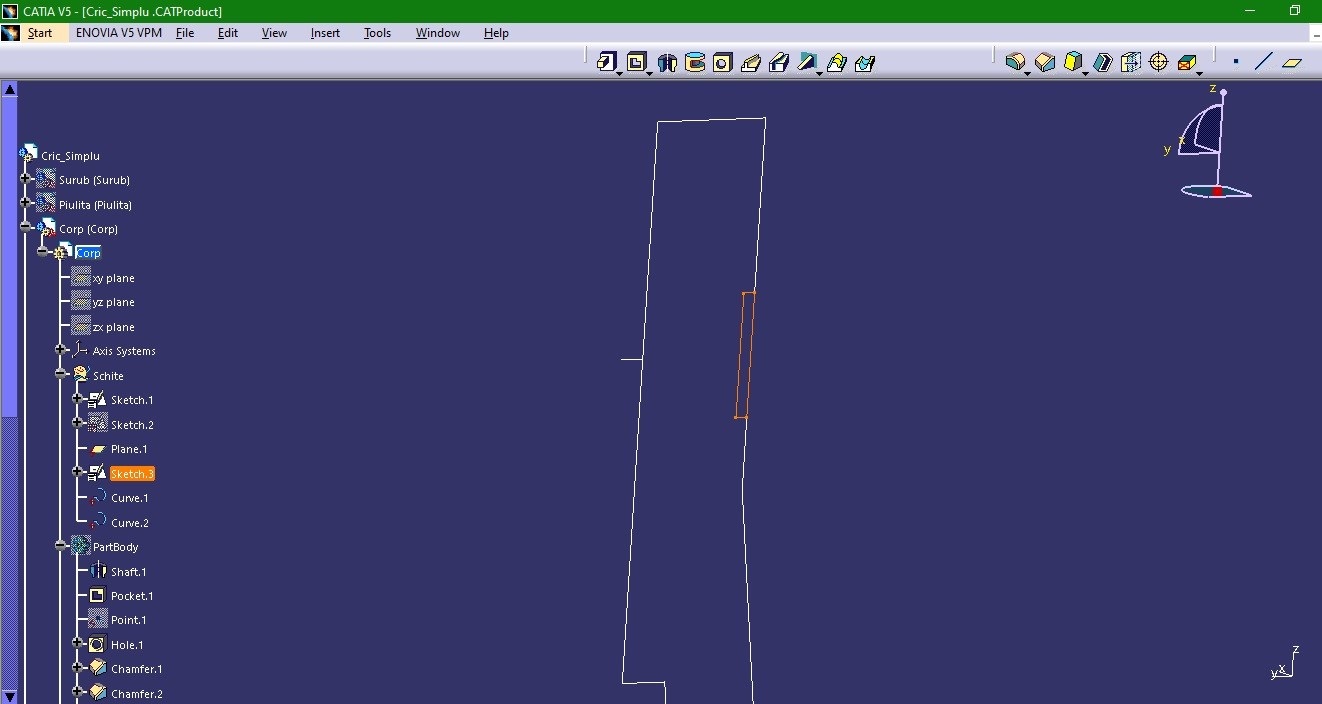 CATIA V5 - [Cric_Simplu .CATProduct]
Start ENOVIA V5 VPM File Edit View Insert Tools Window Help
z
x
y
Cric_Simplu
Surub (Surub)
Piulita (Piulita)
Corp (Corp)
Corp
xy plane
yz plane
zx plane
Axis Systems
Schite
Sketch.1
Sketch.2
Plane.1
Sketch.3
Curve.1
Curve.2
PartBody
Shaft.1
Pocket.1
Point.1
Hole.1
Chamfer.1
Chamfer.2
z
x
y